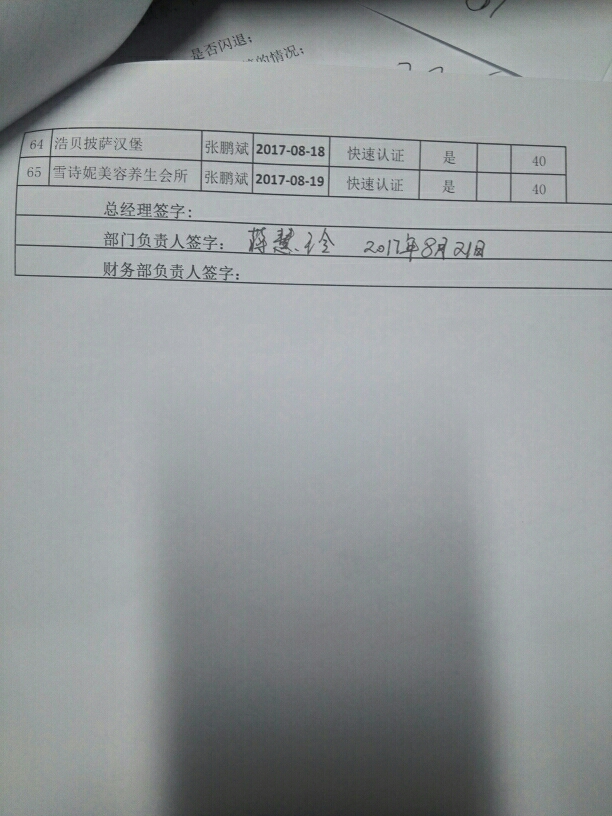 是否闪退：
的情况：
64 浩贝披萨汉堡 张鹏斌 2017-08-18 快速认证 是 40
65 雪诗妮美容养生会所 张鹏斌 2017-08-19 快速认证 是 40
总经理签字：
部门负责人签字： 蒋慧玲 2017年8月21日
财务部负责人签字：